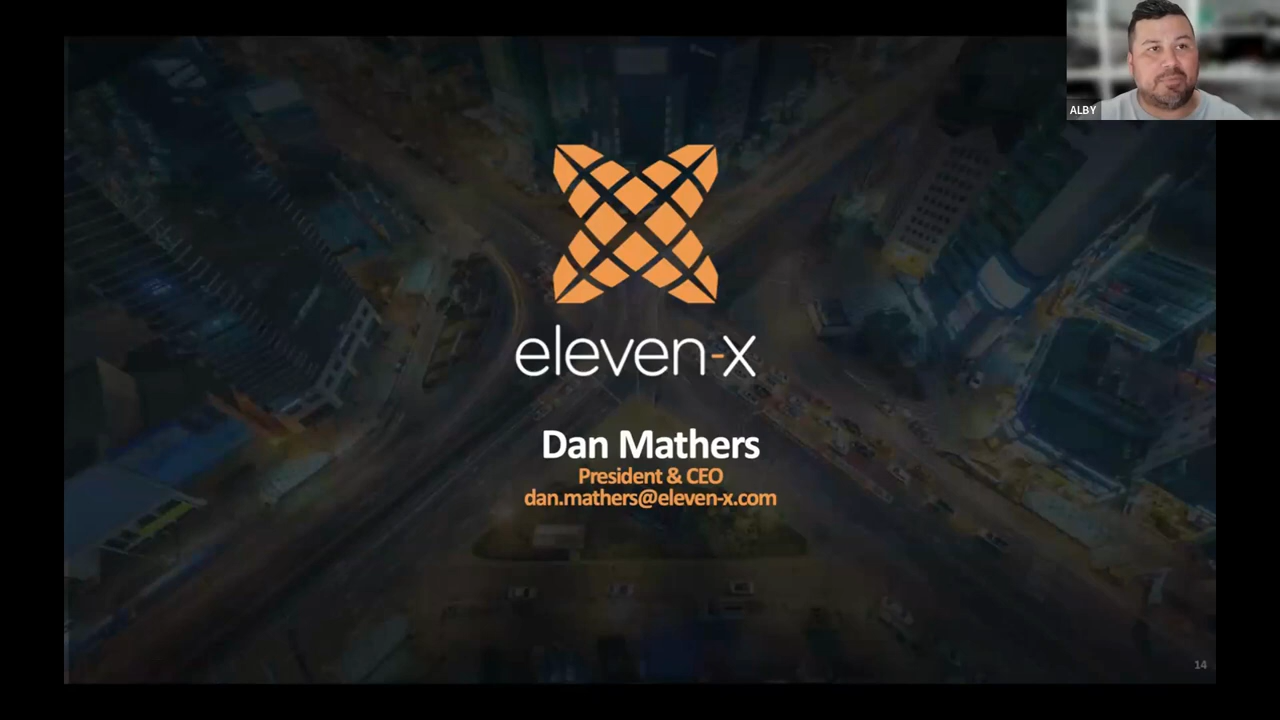 ALBY
eleven-x
Dan Mathers
President & CEO
dan.mathers@eleven-x.com
14